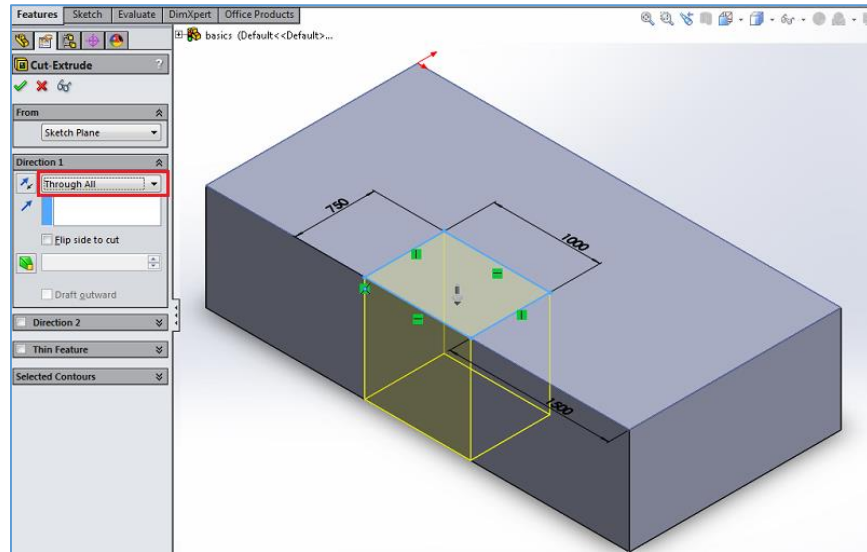 Features Sketch Evaluate DimXpert Office Products
basics (Default<<Default>...
Cut-Extrude ?
From
Sketch Plane
Direction 1
Through All
Flip side to cut
Draft outward
Direction 2
Thin Feature
Selected Contours
750
1000
1500